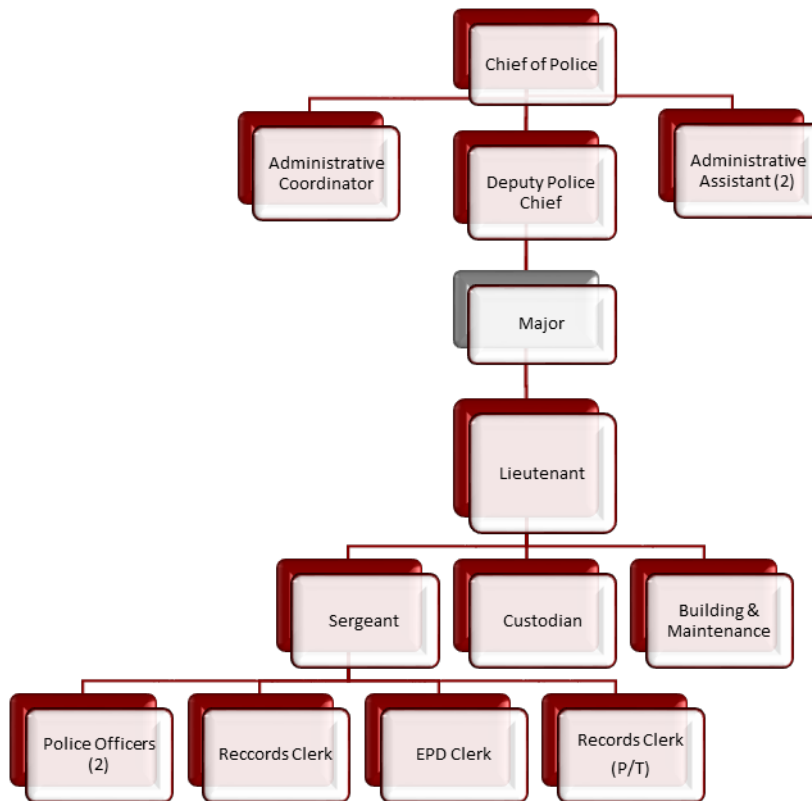 Chief of Police
Administrative
Coordinator
Deputy Police
Chief
Administrative
Assistant (2)
Major
Lieutenant
Sergeant
Custodian
Building &
Maintenance
Police Officers
(2)
Reccords Clerk
EPD Clerk
Records Clerk
(P/T)